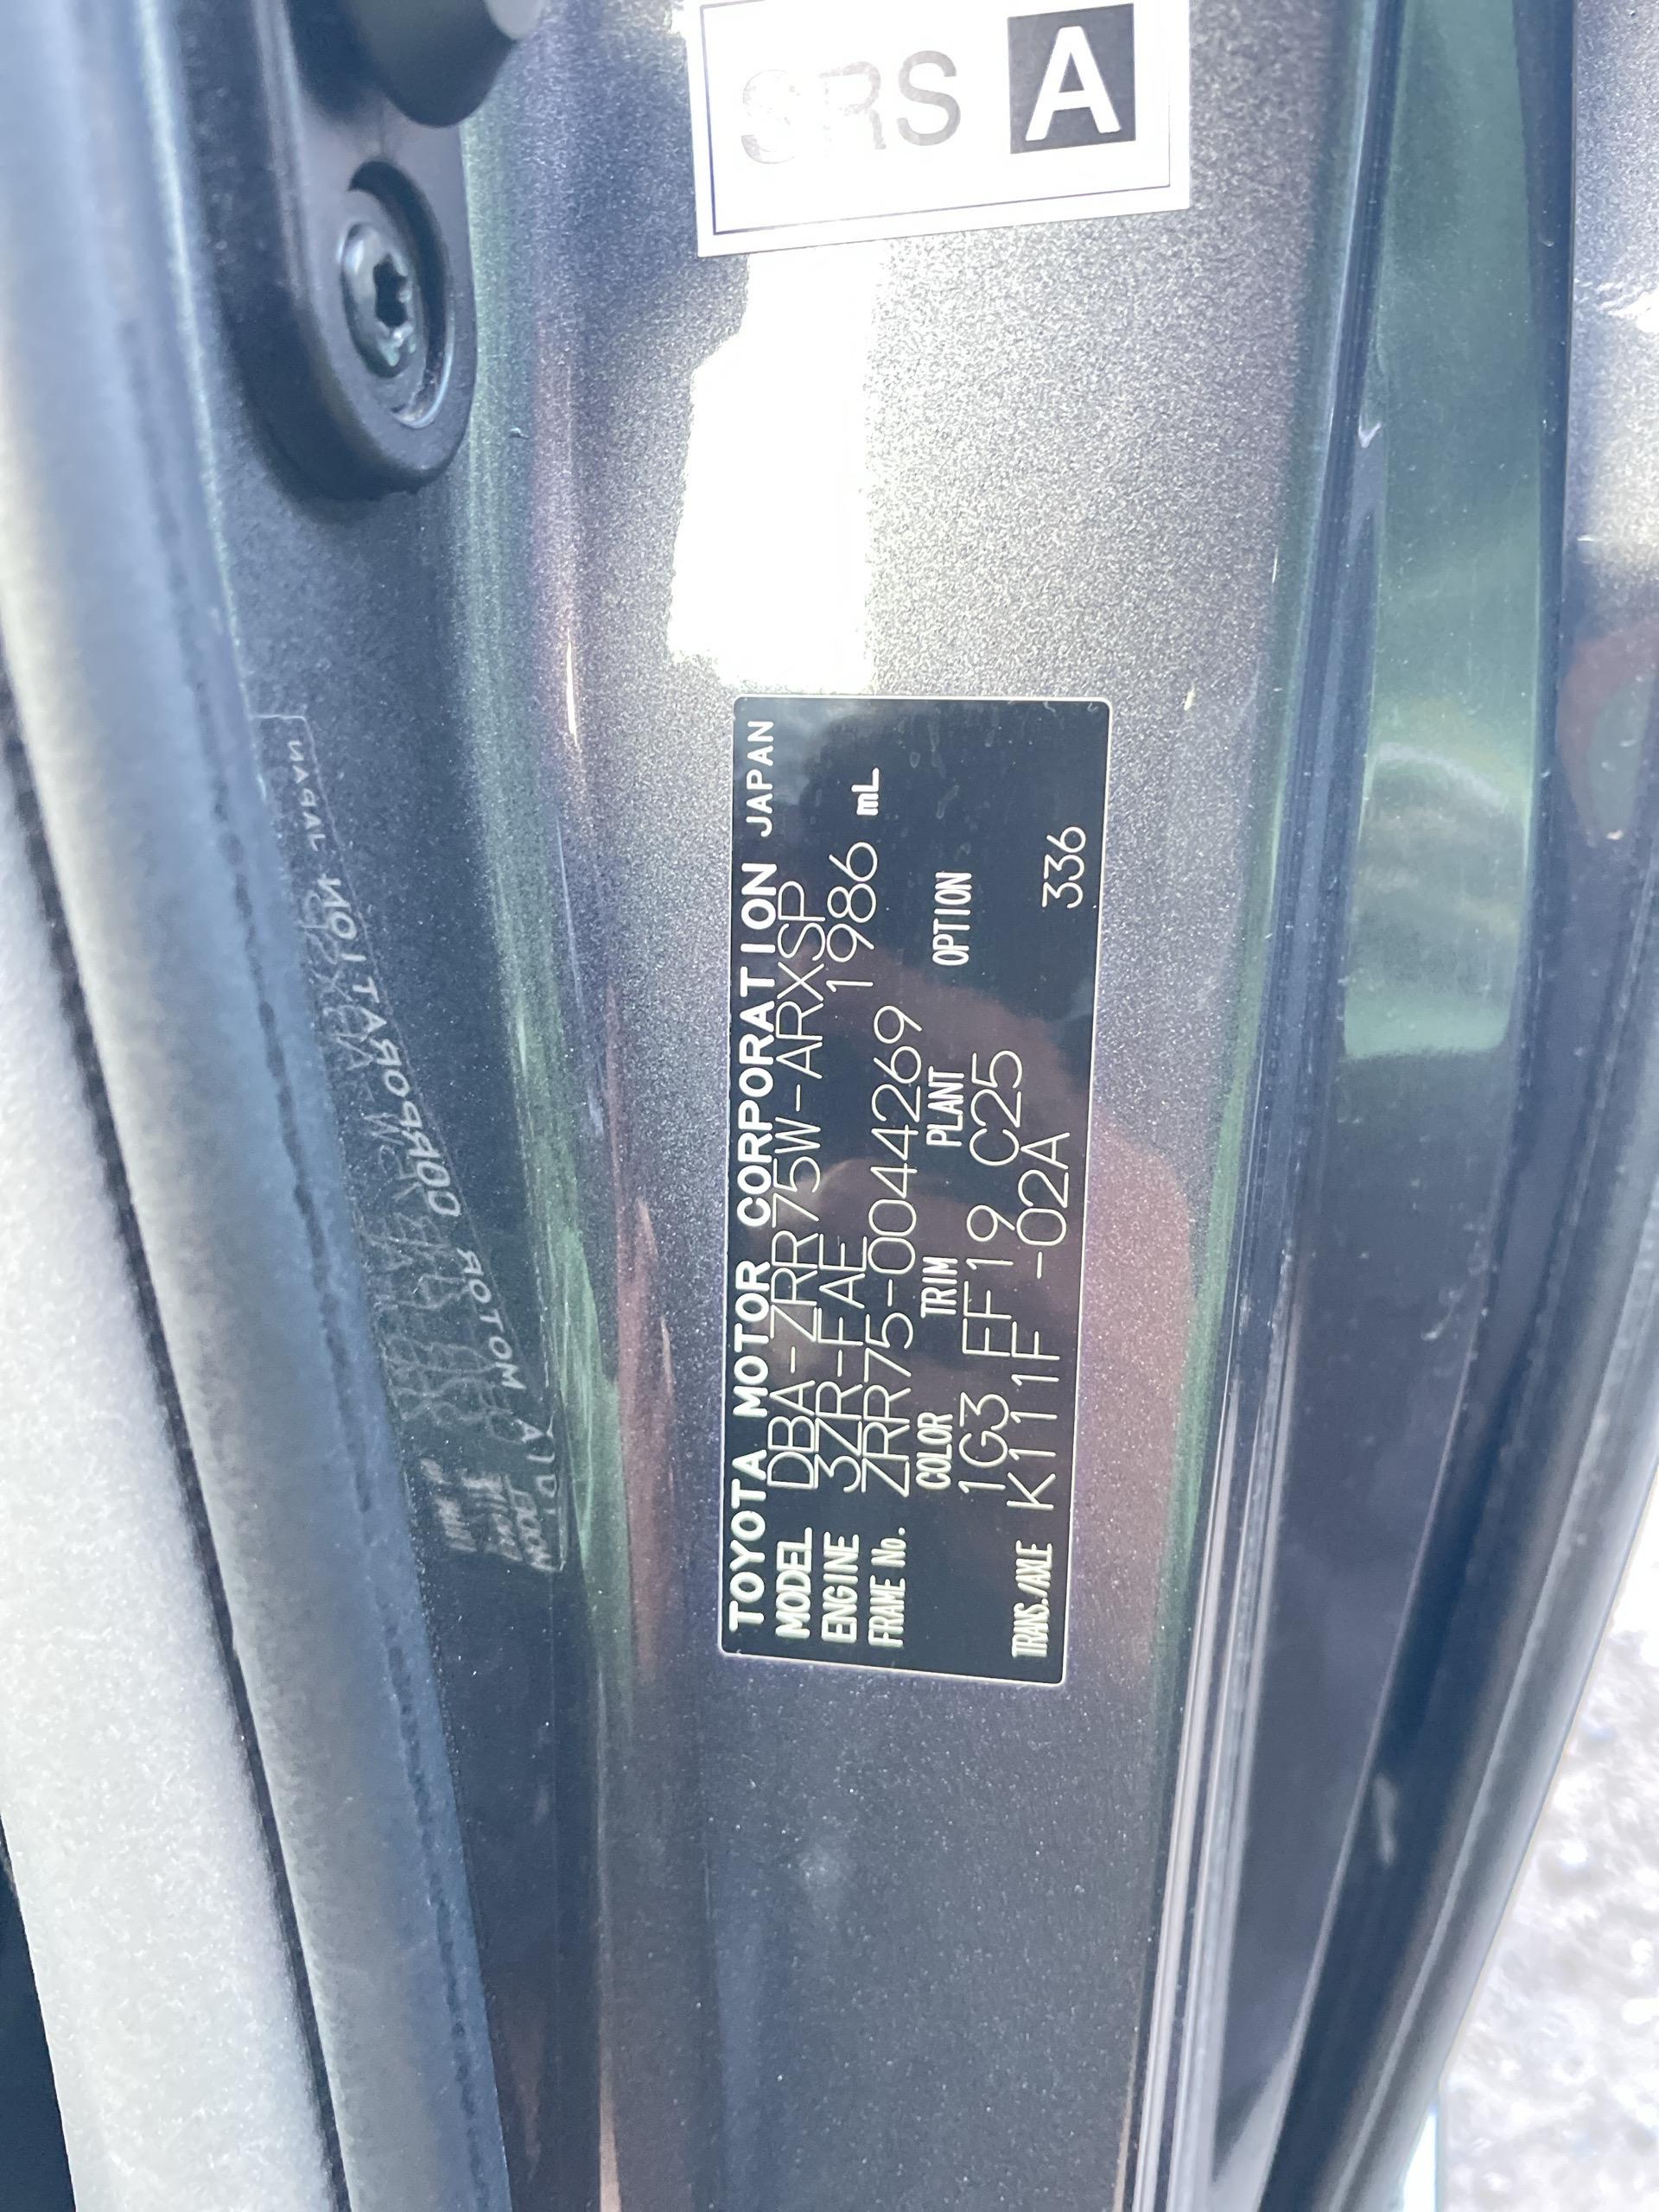 SRS A
TOYOTA MOTOR CORPORATION JAPAN
MODEL DBA-ZRR75W-ARXSP
ENGINE 3ZR-FAE 1986 mL
FRAME No. ZRR75-0044269
COLOR TRIM PLANT OPTION
1G3 EF19 C25
TRANS./AXLE K111F -02A
336